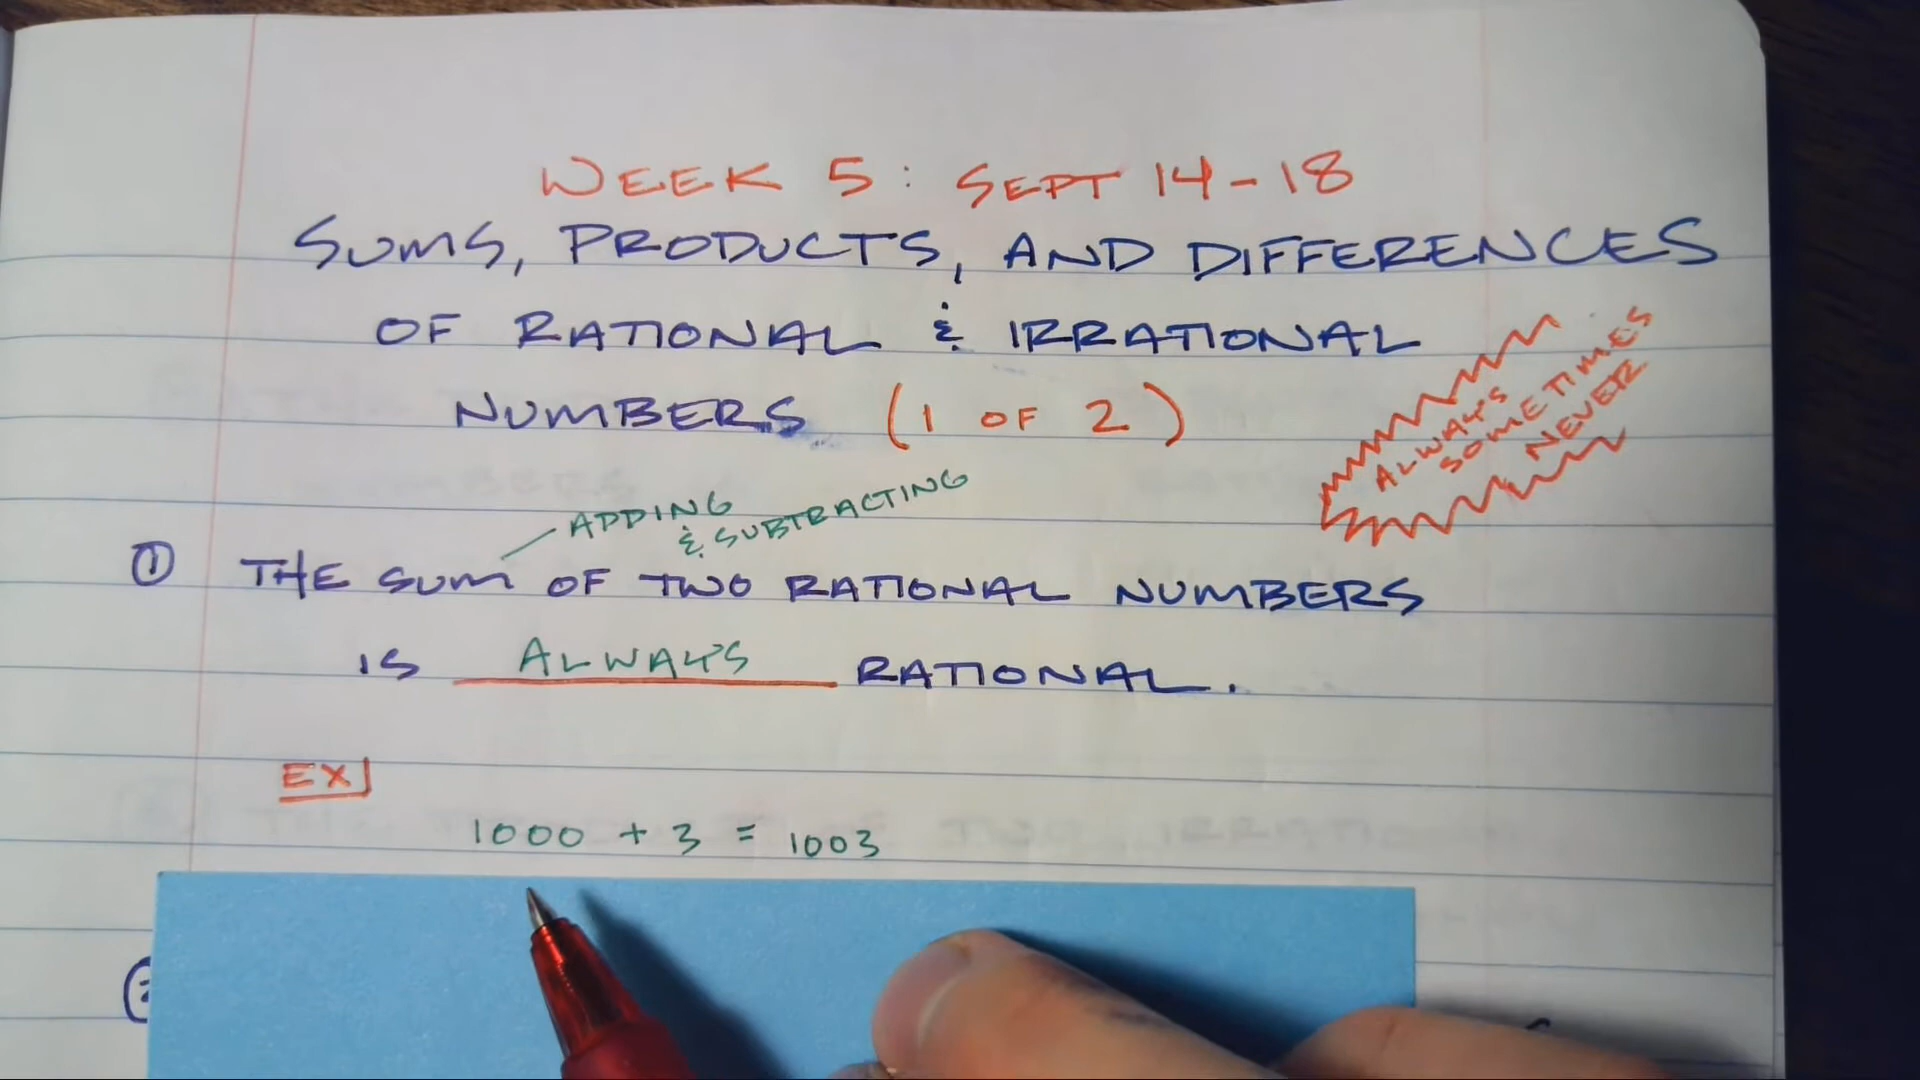 WEEK 5: SEPT 14-18
SUMS, PRODUCTS, AND DIFFERENCES
OF RATIONAL & IRRATIONAL
NUMBERS (1 OF 2)
ALWAYS
SOMETIMES
NEVER
ADDING
& SUBTRACTING
① THE SUM OF TWO RATIONAL NUMBERS
IS ALWAYS RATIONAL.
EX
1000 + 3 = 1003